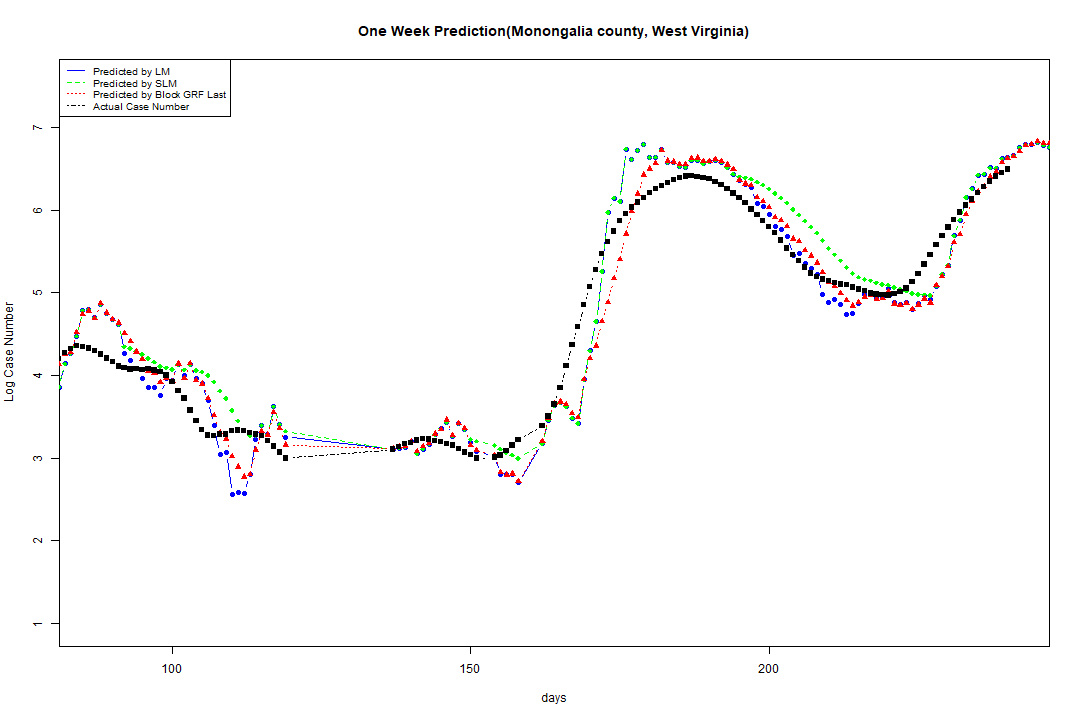 One Week Prediction(Monongalia county, West Virginia)
Predicted by LM
Predicted by SLM
Predicted by Block GRF Last
Actual Case Number
7
6
5
4
3
2
1
Log Case Number
100 150 200
days